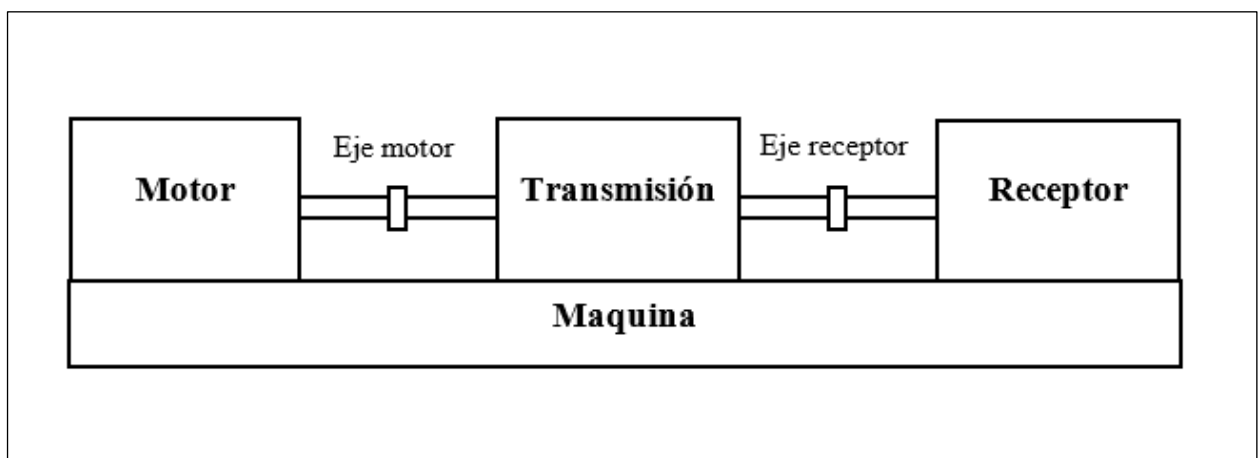 Eje motor
Eje receptor
Motor
Transmisión
Receptor
Maquina